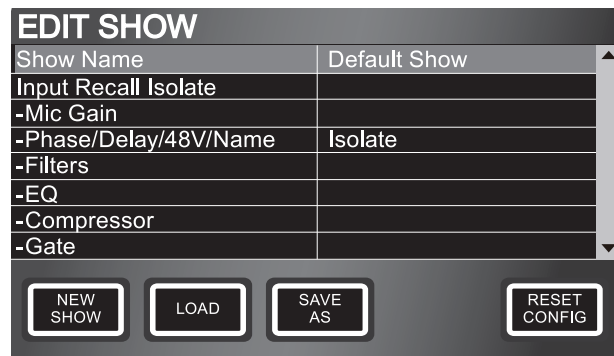 EDIT SHOW
Show Name Default Show
Input Recall Isolate
-Mic Gain
-Phase/Delay/48V/Name Isolate
-Filters
-EQ
-Compressor
-Gate
NEW
SHOW
LOAD
SAVE
AS
RESET
CONFIG